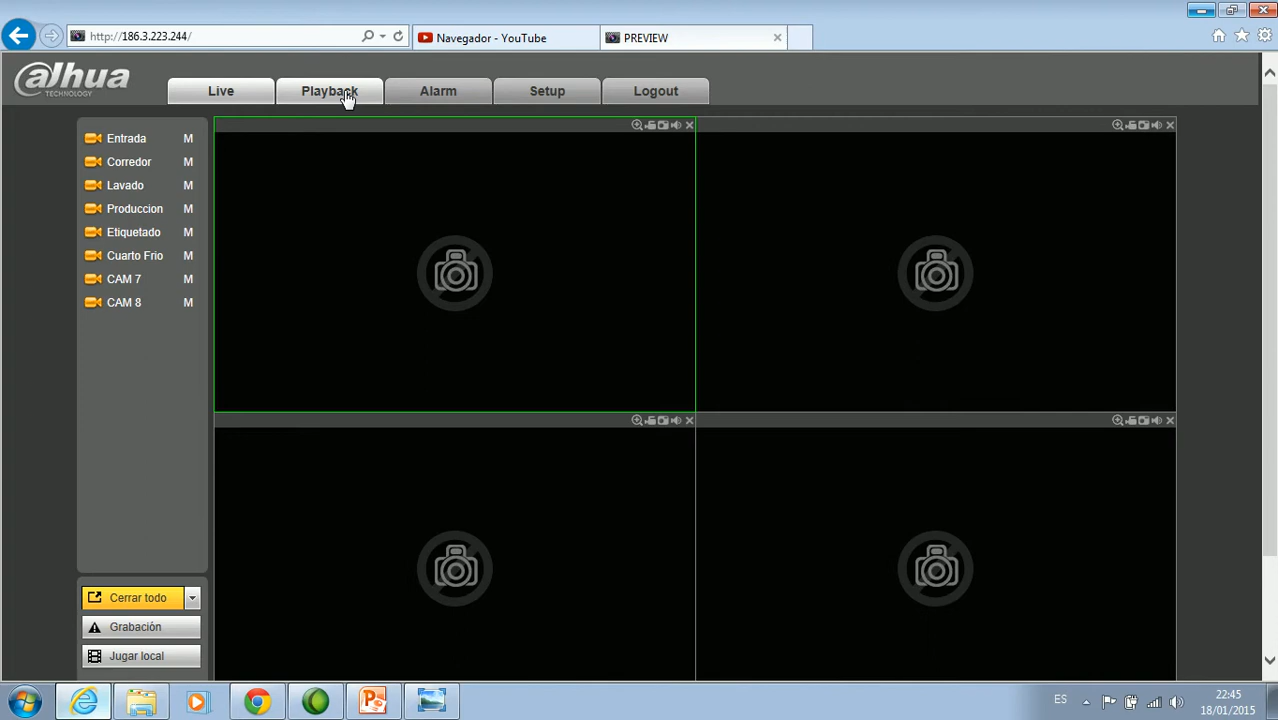 http://186.3.223.244/
Navegador - YouTube
PREVIEW
alhua
TECHNOLOGY
Live
Playback
Alarm
Setup
Logout
Entrada M
Corredor M
Lavado M
Produccion M
Etiquetado M
Cuarto Frio M
CAM 7 M
CAM 8 M
Cerrar todo
Grabación
Jugar local
ES
22:45
18/01/2015